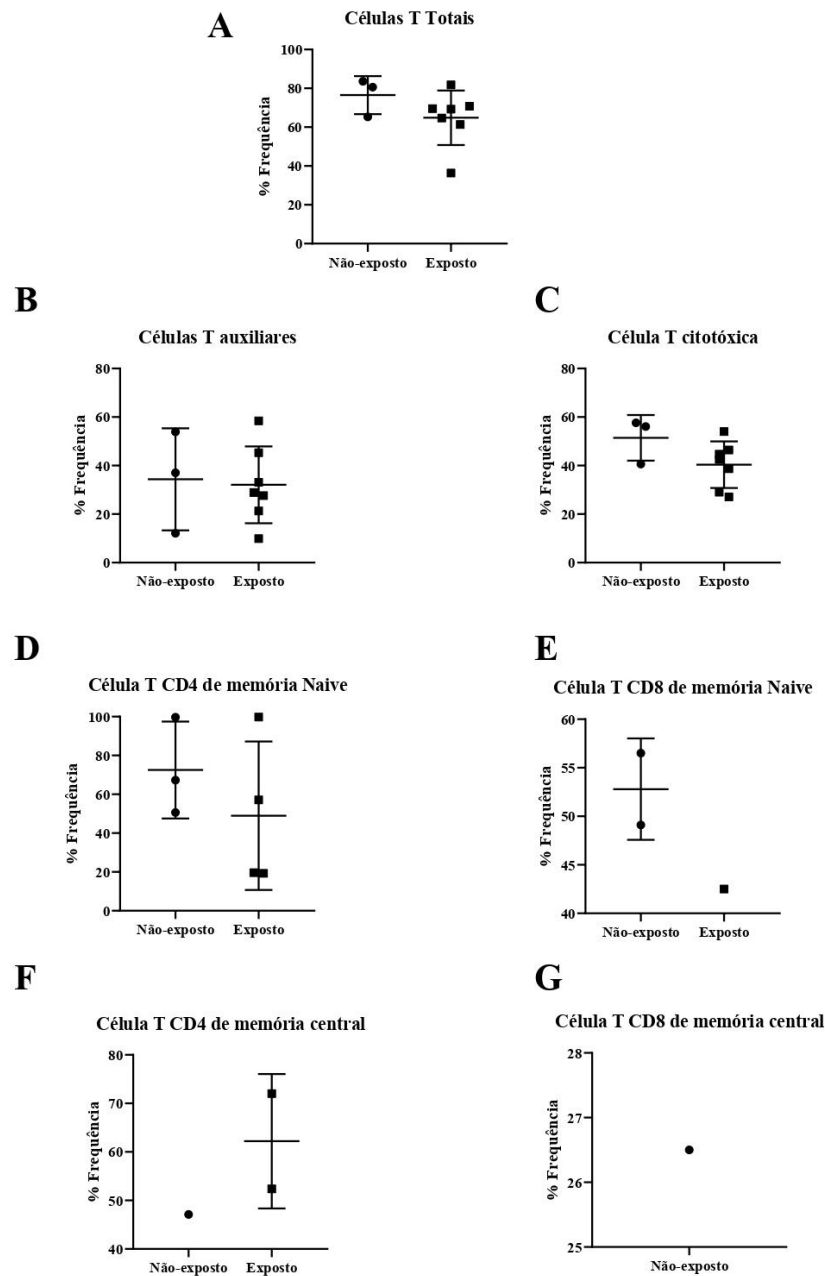 A
Células T Totais
% Frequência
100
80
60
40
20
0
Não-exposto Exposto
B
Células T auxiliares
% Frequência
80
60
40
20
0
Não-exposto Exposto
C
Célula T citotóxica
% Frequência
80
60
40
20
0
Não-exposto Exposto
D
Célula T CD4 de memória Naive
% Frequência
100
80
60
40
20
0
Não-exposto Exposto
E
Célula T CD8 de memória Naive
% Frequência
60
55
50
45
40
Não-exposto Exposto
F
Célula T CD4 de memória central
% Frequência
80
70
60
50
40
Não-exposto Exposto
G
Célula T CD8 de memória central
% Frequência
28
27
26
25
Não-exposto